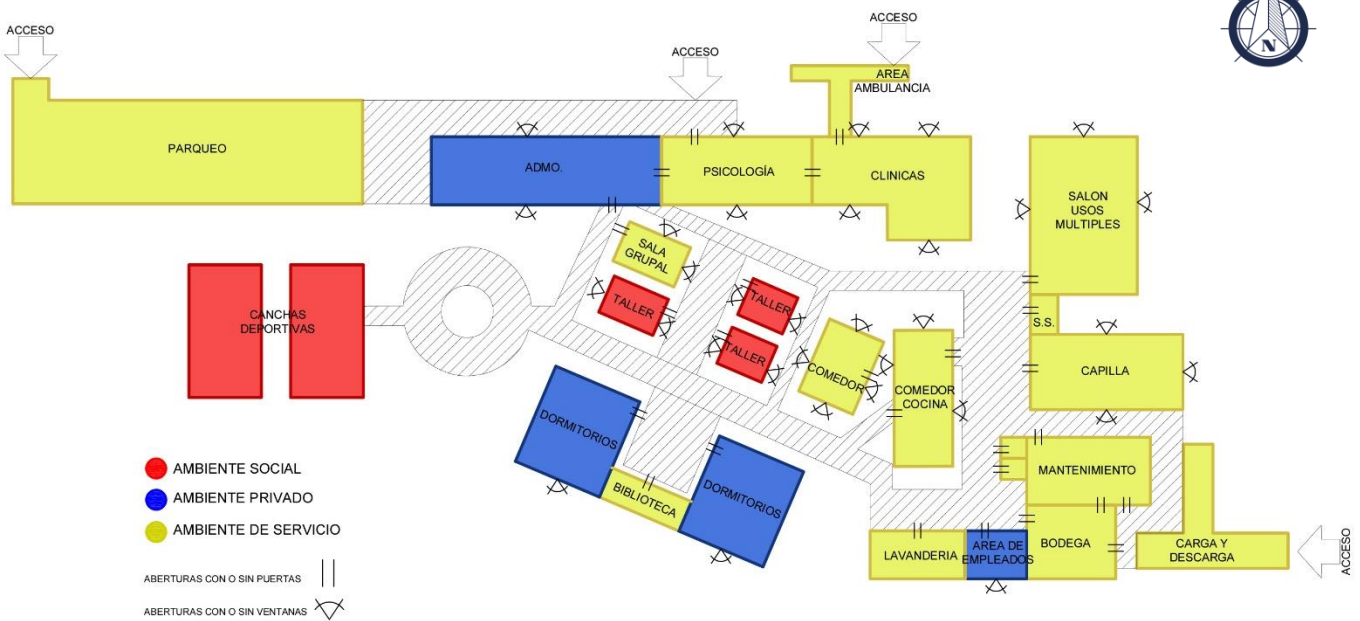 ACCESO
ACCESO
ACCESO
N
AREA
AMBULANCIA
PARQUEO
ADMO.
PSICOLOGÍA
CLINICAS
SALON
USOS
MULTIPLES
SALA
GRUPAL
TALLER
TALLER
TALLER
CANCHAS
DEPORTIVAS
S.S.
COMEDOR
COMEDOR
COCINA
CAPILLA
DORMITORIOS
DORMITORIOS
BIBLIOTECA
MANTENIMIENTO
LAVANDERIA
AREA DE
EMPLEADOS
BODEGA
CARGA Y
DESCARGA
ACCESO
AMBIENTE SOCIAL
AMBIENTE PRIVADO
AMBIENTE DE SERVICIO
ABERTURAS CON O SIN PUERTAS
ABERTURAS CON O SIN VENTANAS